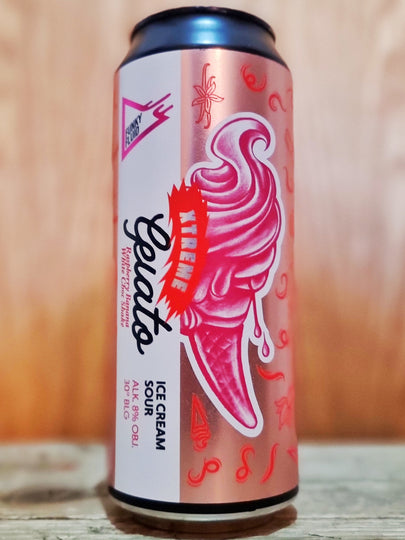 FUNKY
FLUID
XTREME
Gelato
Raspberry Banana
White Choc Shake
ICE CREAM
SOUR
ALK. 8% OBJ.
30° BLG